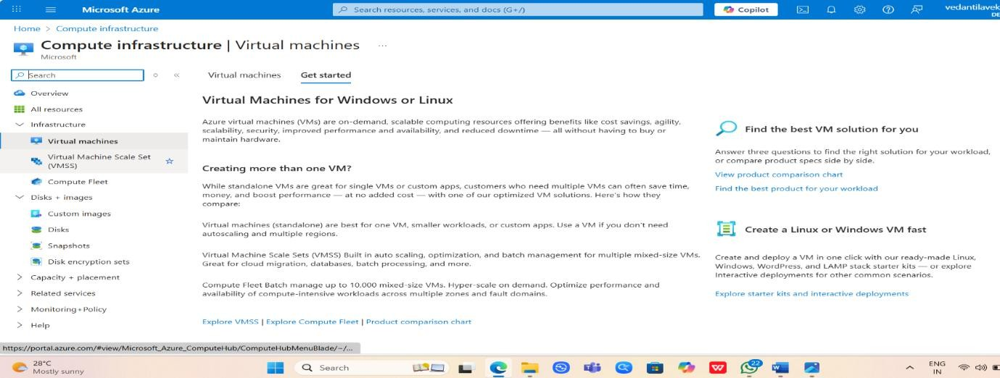 Microsoft Azure
Search resources, services, and docs (G+/)
Copilot
vedantilavek
DE
Home > Compute infrastructure
Compute infrastructure | Virtual machines ...
Microsoft
Search
Overview
All resources
Infrastructure
Virtual machines
Virtual Machine Scale Set
(VMSS)
Compute Fleet
Disks + images
Custom images
Disks
Snapshots
Disk encryption sets
Capacity + placement
Related services
Monitoring+Policy
Help
Virtual machines
Get started
Virtual Machines for Windows or Linux
Azure virtual machines (VMs) are on-demand, scalable computing resources offering benefits like cost savings, agility,
scalability, security, improved performance and availability, and reduced downtime — all without having to buy or
maintain hardware.
Creating more than one VM?
While standalone VMs are great for single VMs or custom apps, customers who need multiple VMs can often save time,
money, and boost performance — at no added cost — with one of our optimized VM solutions. Here's how they
compare:
Virtual machines (standalone) are best for one VM, smaller workloads, or custom apps. Use a VM if you don't need
autoscaling and multiple regions.
Virtual Machine Scale Sets (VMSS) Built in auto scaling, optimization, and batch management for multiple mixed-size VMs.
Great for cloud migration, databases, batch processing, and more.
Compute Fleet Batch manage up to 10,000 mixed-size VMs. Hyper-scale on demand. Optimize performance and
availability of compute-intensive workloads across multiple zones and fault domains.
Explore VMSS | Explore Compute Fleet | Product comparison chart
Find the best VM solution for you
Answer three questions to find the right solution for your workload,
or compare product specs side by side.
View product comparison chart
Find the best product for your workload
Create a Linux or Windows VM fast
Create and deploy a VM in one click with our ready-made Linux,
Windows, WordPress, and LAMP stack starter kits — or explore
Interactive deployments for other common scenarios.
Explore starter kits and interactive deployments
https://portal.azure.com/#view/Microsoft_Azure_ComputeHub/ComputeHubMenuBlade/~/...
28°C
Mostly sunny
Search
22
ENG
IN